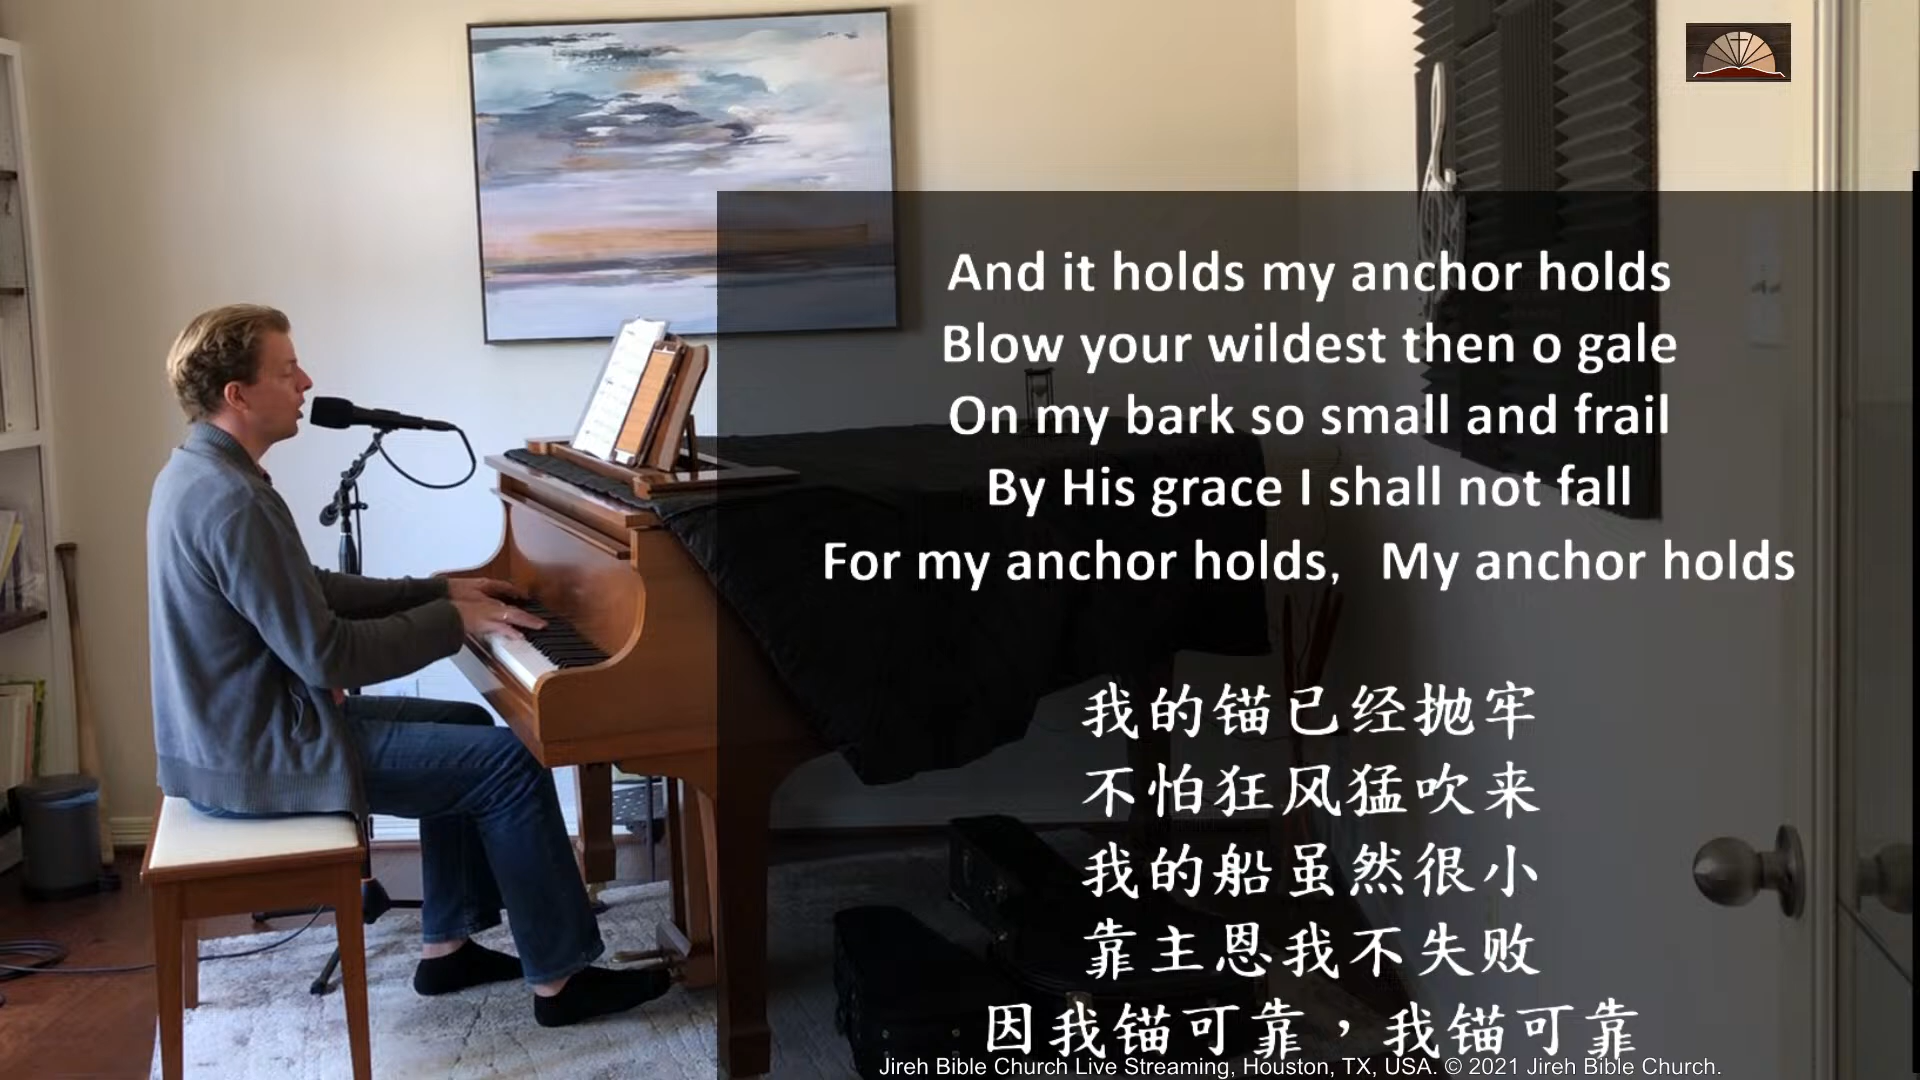 And it holds my anchor holds
Blow your wildest then o gale
On my bark so small and frail
By His grace I shall not fall
For my anchor holds,   My anchor holds
我的锚已经抛牢
不怕狂风猛吹来
我的船虽然很小
靠主恩我不失败
因我锚可靠，我锚可靠
Jireh Bible Church Live Streaming, Houston, TX, USA. © 2021 Jireh Bible Church.